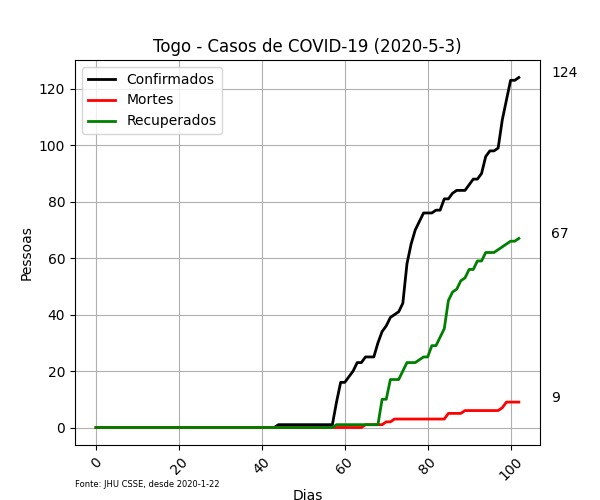 Togo - Casos de COVID-19 (2020-5-3)
Confirmados
Mortes
Recuperados
124
67
9
Pessoas
120
100
80
60
40
20
0
0 20 40 60 80 100
Fonte: JHU CSSE, desde 2020-1-22
Dias